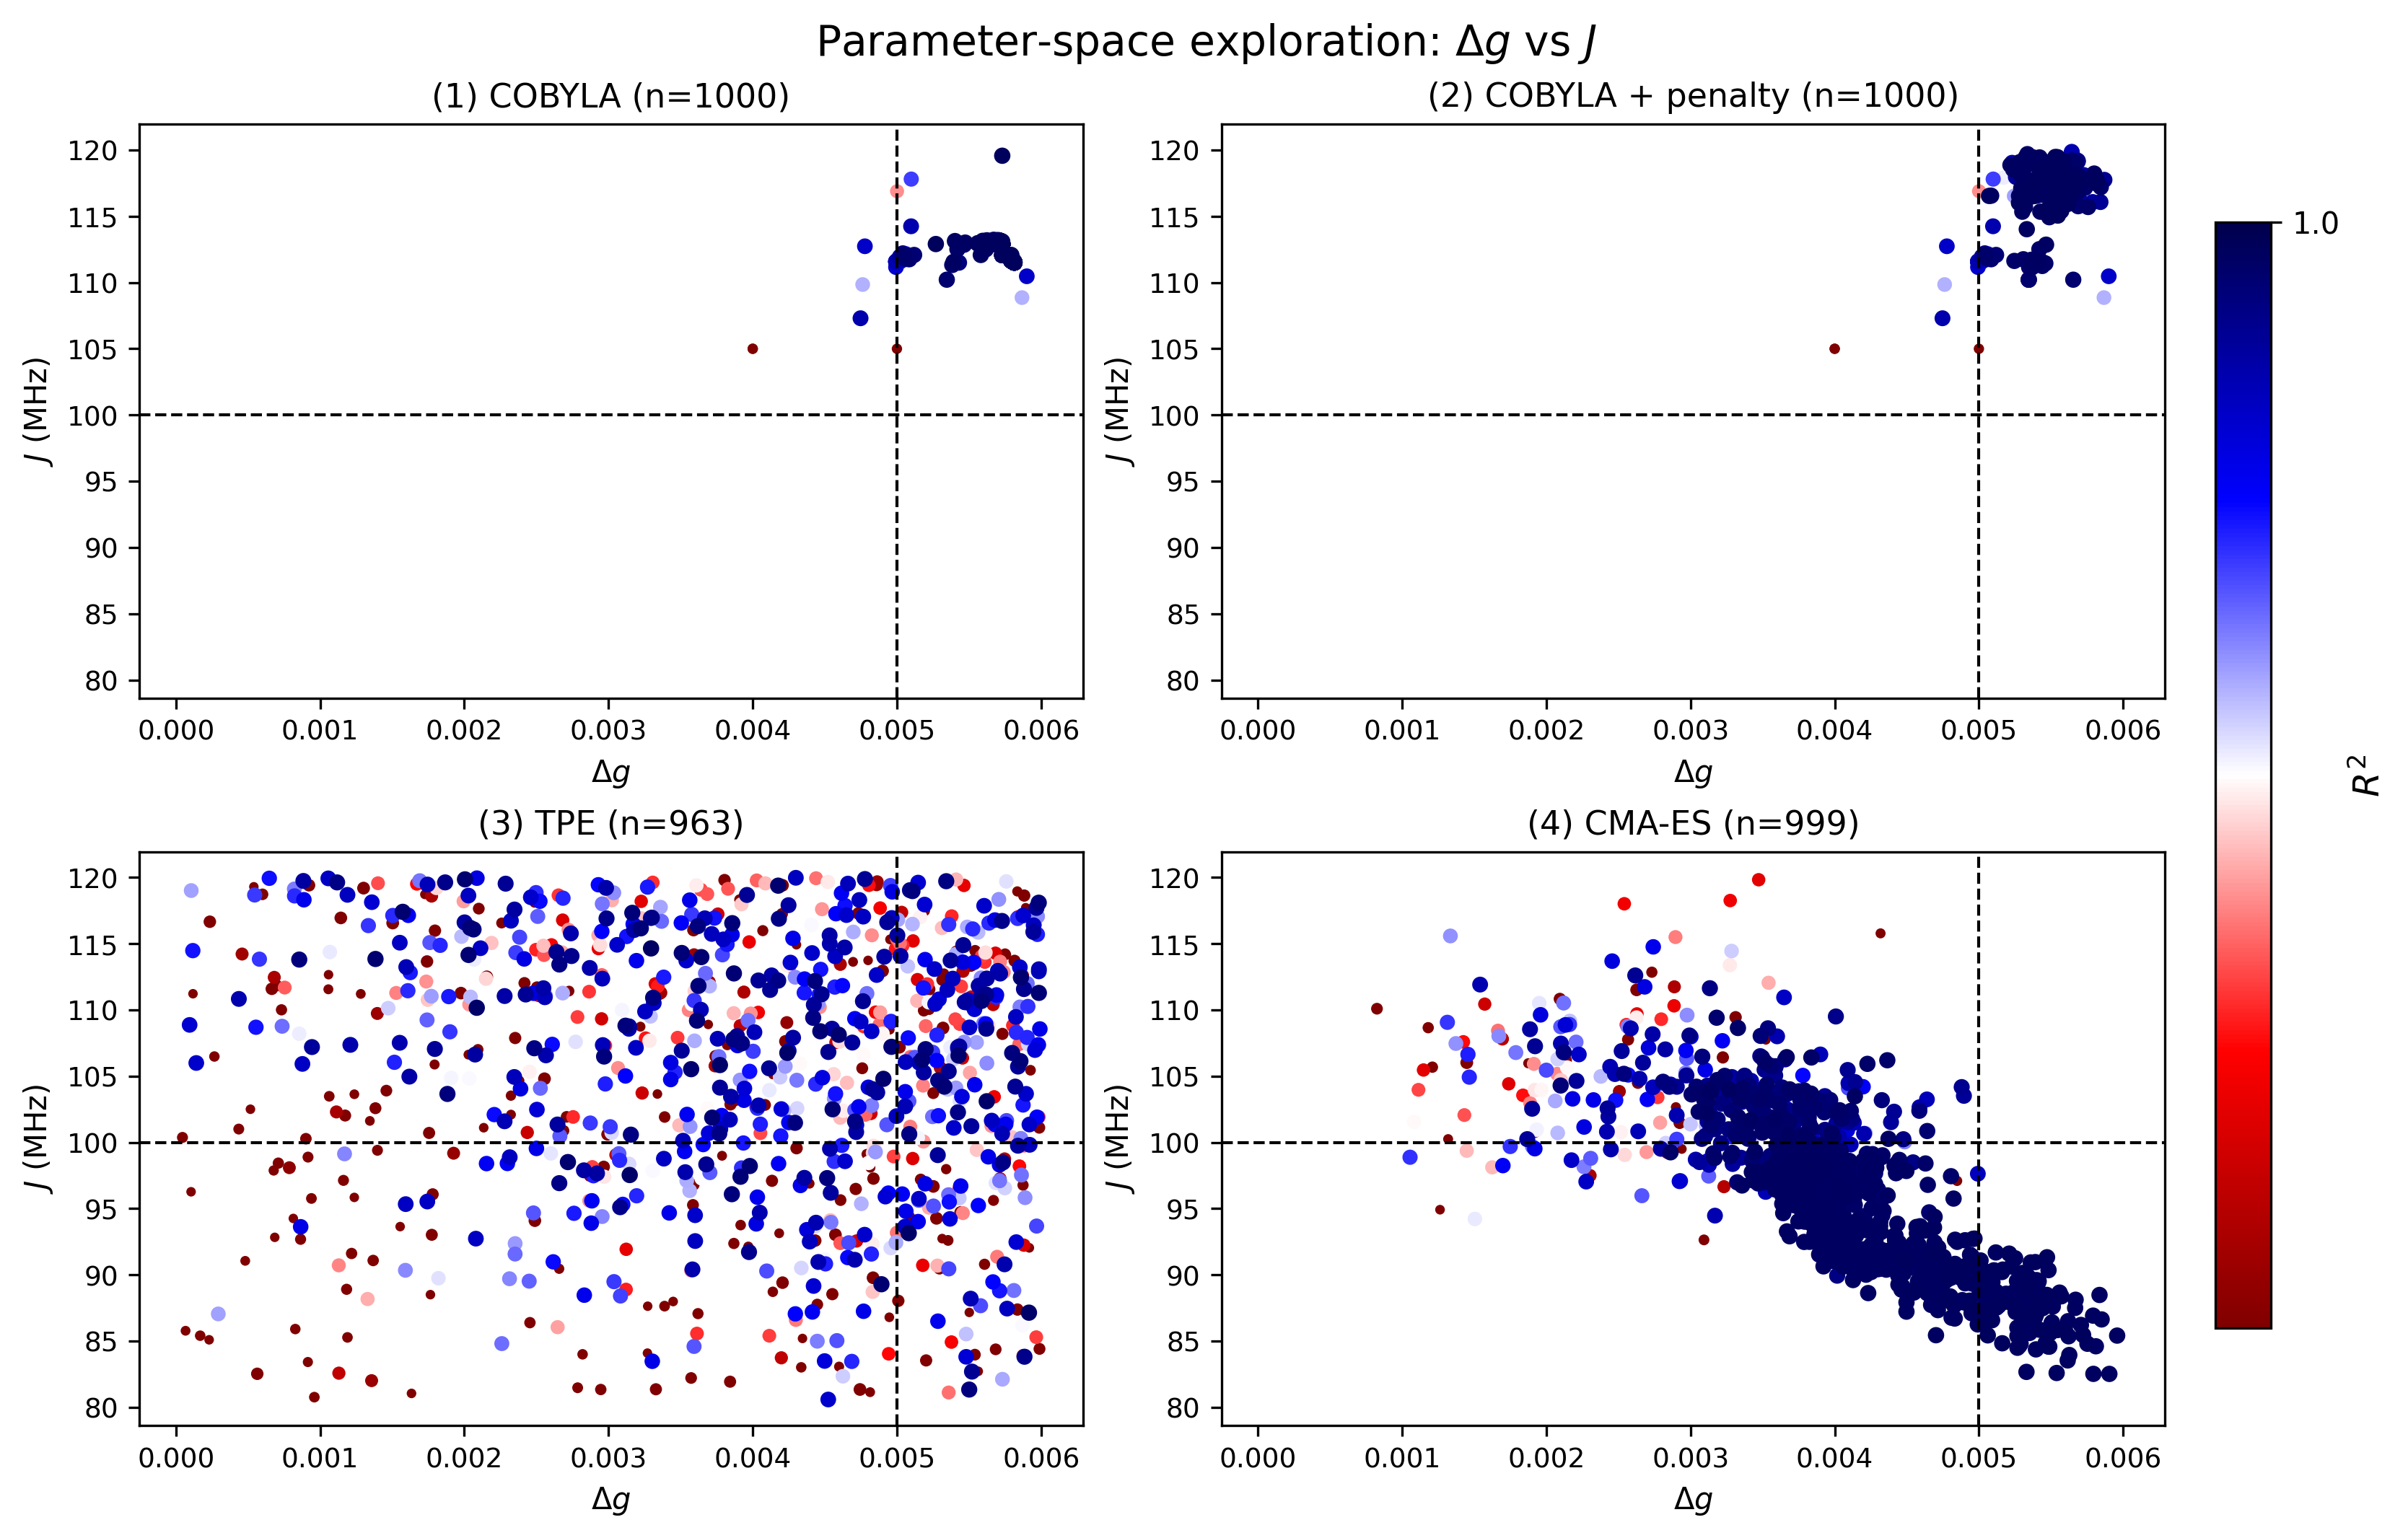 Parameter-space exploration: Δg vs J
(1) COBYLA (n=1000)
120
115
110
105
100
95
90
85
80
J (MHz)
0.000 0.001 0.002 0.003 0.004 0.005 0.006
Δg
(2) COBYLA + penalty (n=1000)
120
115
110
105
100
95
90
85
80
J (MHz)
0.000 0.001 0.002 0.003 0.004 0.005 0.006
Δg
(3) TPE (n=963)
120
115
110
105
100
95
90
85
80
J (MHz)
0.000 0.001 0.002 0.003 0.004 0.005 0.006
Δg
(4) CMA-ES (n=999)
120
115
110
105
100
95
90
85
80
J (MHz)
0.000 0.001 0.002 0.003 0.004 0.005 0.006
Δg
1.0
R²